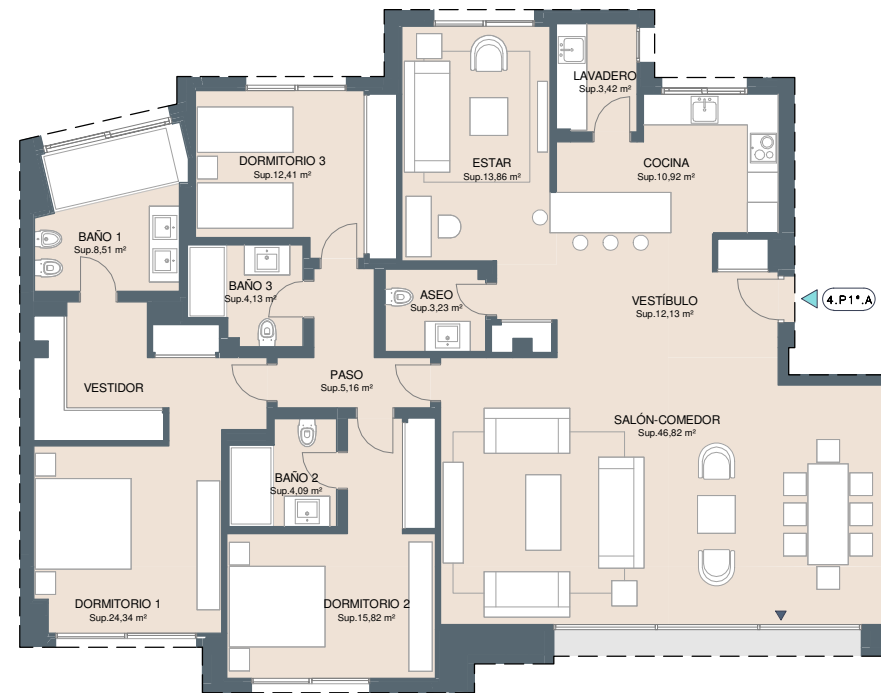 LAVADERO
Sup.3,42 m²
DORMITORIO 3
Sup.12,41 m²
ESTAR
Sup.13,86 m²
COCINA
Sup.10,92 m²
BAÑO 1
Sup.8,51 m²
BAÑO 3
Sup.4,13 m²
ASEO
Sup.3,23 m²
VESTÍBULO
Sup.12,13 m²
4.P1ª.A
VESTIDOR
PASO
Sup.5,16 m²
SALÓN-COMEDOR
Sup.46,82 m²
BAÑO 2
Sup.4,09 m²
DORMITORIO 1
Sup.24,34 m²
DORMITORIO 2
Sup.15,82 m²